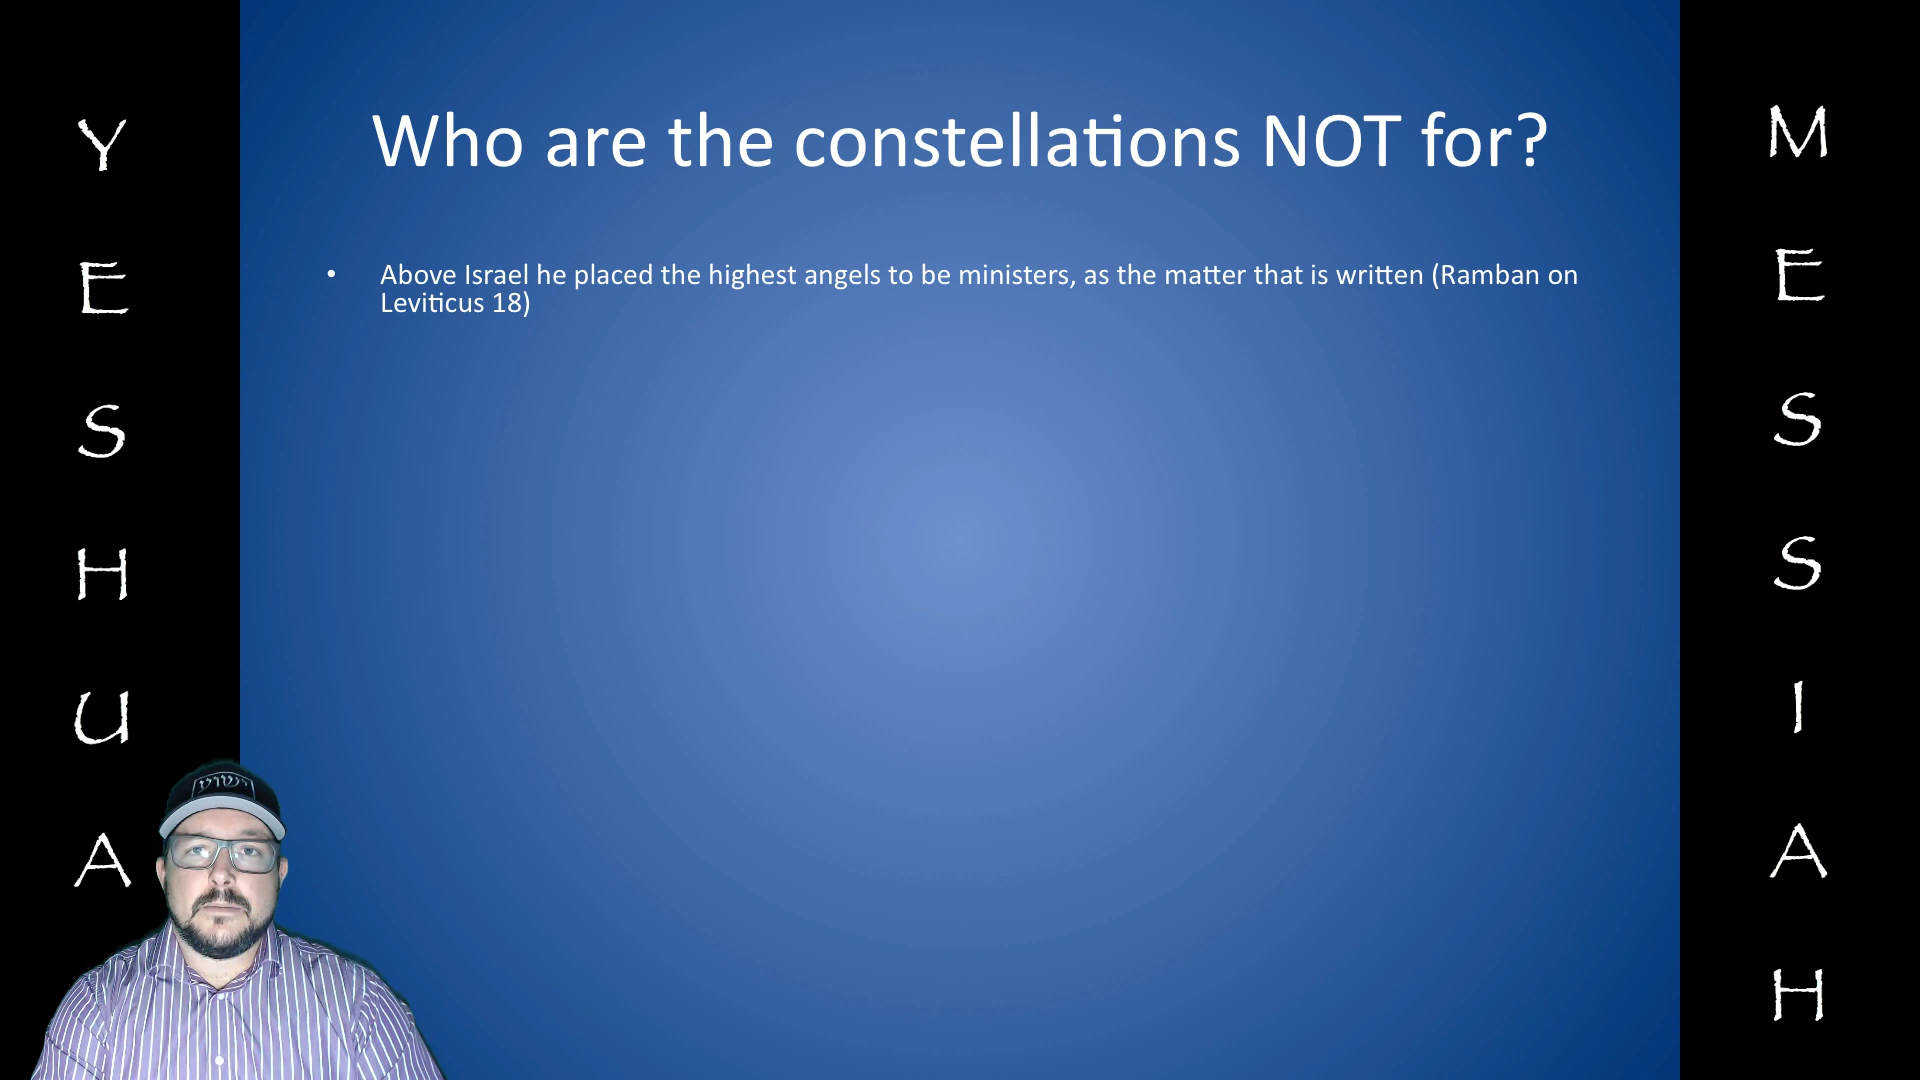 Who are the constellations NOT for?
• Above Israel he placed the highest angels to be ministers, as the matter that is written (Ramban on
Leviticus 18)
Y
E
S
H
U
A
M
E
S
S
I
A
H
ישוע